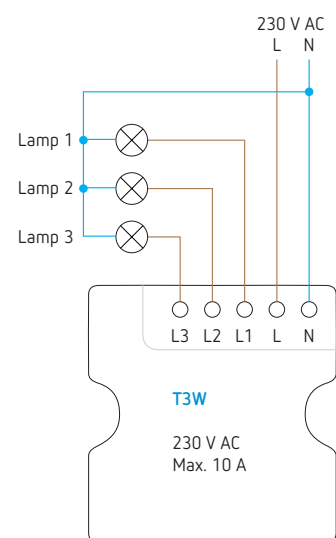 230 V AC
L N
Lamp 1
Lamp 2
Lamp 3
L3 L2 L1 L N
T3W
230 V AC
Max. 10 A